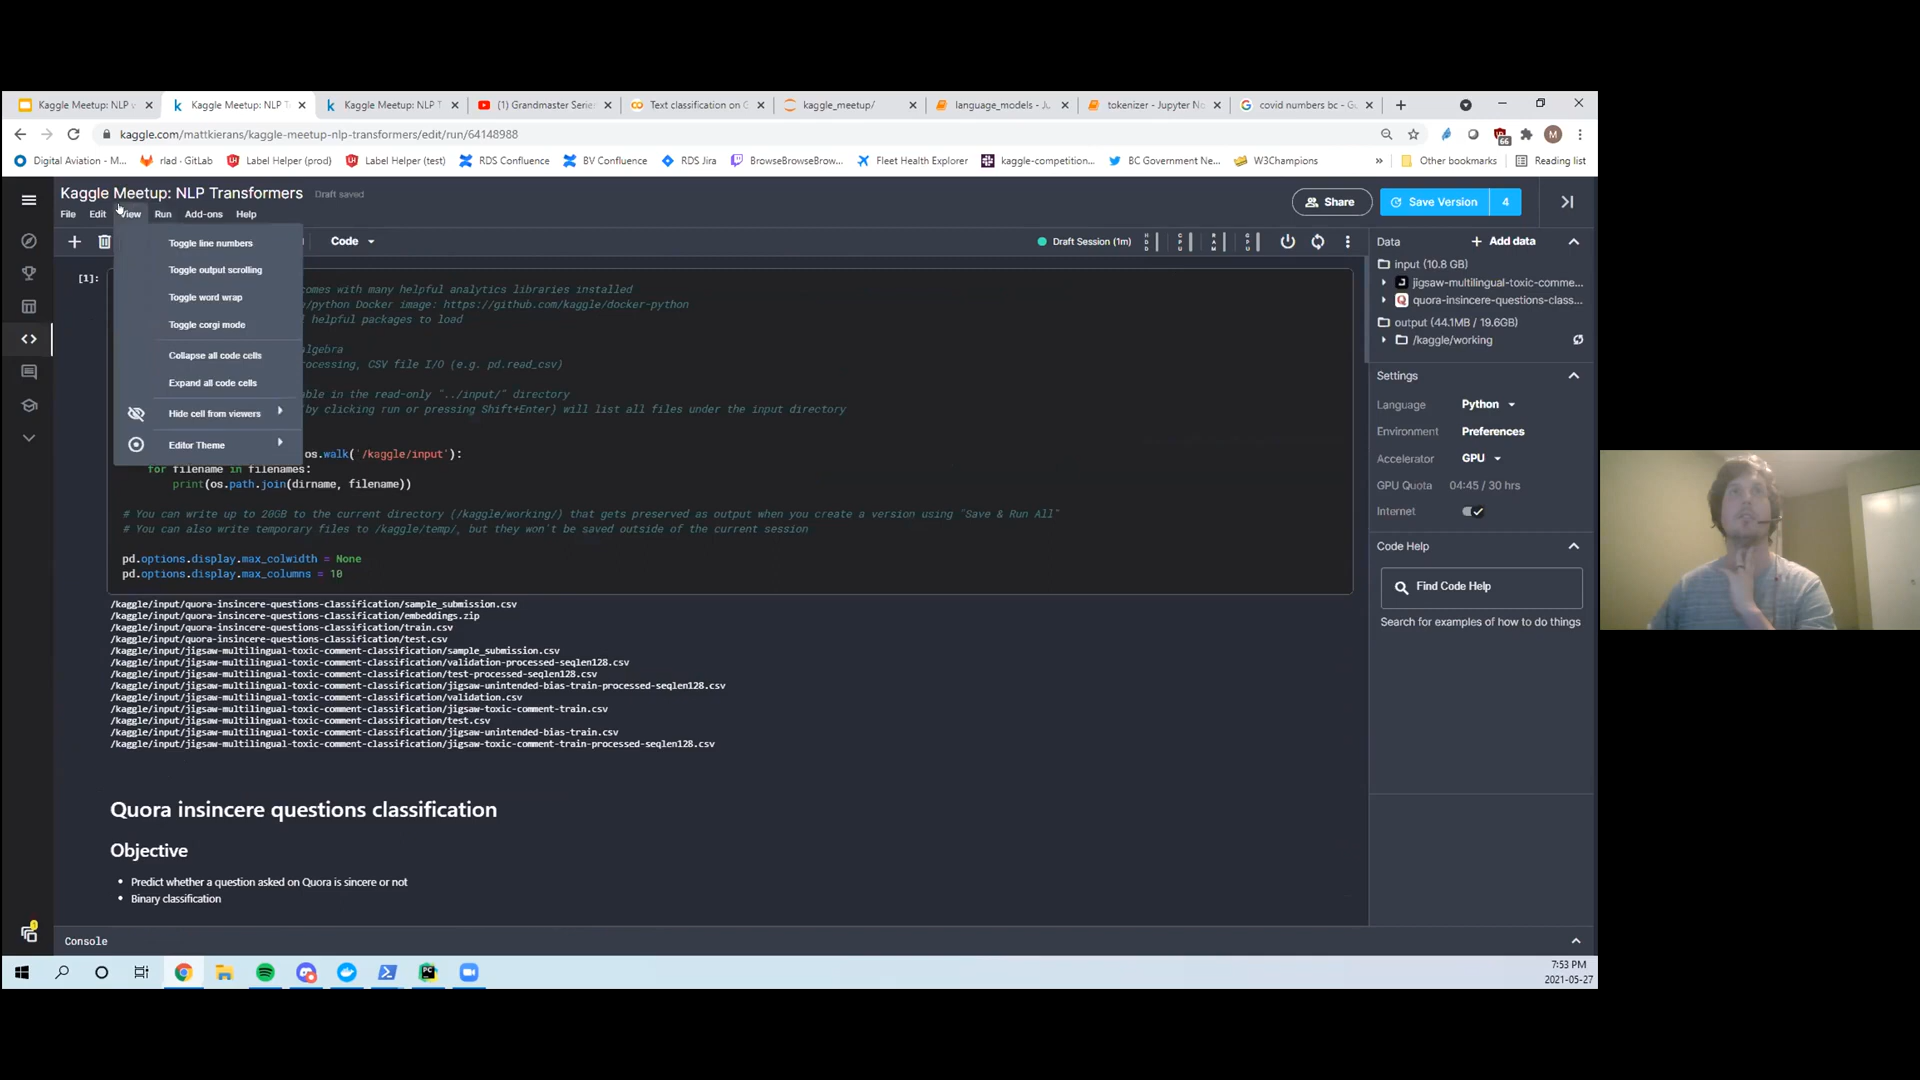 Kaggle Meetup: NLP w
Kaggle Meetup: NLP T
Kaggle Meetup: NLP T
(1) Grandmaster Serie
Text classification on G
kaggle_meetup/
language_models - Ju
tokenizer - Jupyter No
covid numbers bc - Go
kaggle.com/mattkierans/kaggle-meetup-nlp-transformers/edit/run/64148988
66
M
Digital Aviation - M...
rlad · GitLab
Label Helper (prod)
Label Helper (test)
RDS Confluence
BV Confluence
RDS Jira
BrowseBrowseBrow...
Fleet Health Explorer
kaggle-competition...
BC Government Ne...
W3Champions
»
Other bookmarks
Reading list
Kaggle Meetup: NLP Transformers
Draft saved
File Edit View Run Add-ons Help
Share
Save Version
4
Code
Draft Session (1m)
HDD
CPU
RAM
GPU
Toggle line numbers
Toggle output scrolling
Toggle word wrap
Toggle corgi mode
Collapse all code cells
Expand all code cells
Hide cell from viewers
Editor Theme
[1]:
comes with many helpful analytics libraries installed
/python Docker image: https://github.com/kaggle/docker-python
helpful packages to load
algebra
rocessing, CSV file I/O (e.g. pd.read_csv)
able in the read-only "../input/" directory
(by clicking run or pressing Shift+Enter) will list all files under the input directory
os.walk('/kaggle/input'):
for filename in filenames:
print(os.path.join(dirname, filename))
# You can write up to 20GB to the current directory (/kaggle/working/) that gets preserved as output when you create a version using "Save & Run All"
# You can also write temporary files to /kaggle/temp/, but they won't be saved outside of the current session
pd.options.display.max_colwidth = None
pd.options.display.max_columns = 10
/kaggle/input/quora-insincere-questions-classification/sample_submission.csv
/kaggle/input/quora-insincere-questions-classification/embeddings.zip
/kaggle/input/quora-insincere-questions-classification/train.csv
/kaggle/input/quora-insincere-questions-classification/test.csv
/kaggle/input/jigsaw-multilingual-toxic-comment-classification/sample_submission.csv
/kaggle/input/jigsaw-multilingual-toxic-comment-classification/validation-processed-seqlen128.csv
/kaggle/input/jigsaw-multilingual-toxic-comment-classification/test-processed-seqlen128.csv
/kaggle/input/jigsaw-multilingual-toxic-comment-classification/jigsaw-unintended-bias-train-processed-seqlen128.csv
/kaggle/input/jigsaw-multilingual-toxic-comment-classification/validation.csv
/kaggle/input/jigsaw-multilingual-toxic-comment-classification/jigsaw-toxic-comment-train.csv
/kaggle/input/jigsaw-multilingual-toxic-comment-classification/test.csv
/kaggle/input/jigsaw-multilingual-toxic-comment-classification/jigsaw-unintended-bias-train.csv
/kaggle/input/jigsaw-multilingual-toxic-comment-classification/jigsaw-toxic-comment-train-processed-seqlen128.csv
Quora insincere questions classification
Objective
• Predict whether a question asked on Quora is sincere or not
• Binary classification
Data
Add data
input (10.8 GB)
jigsaw-multilingual-toxic-comme...
quora-insincere-questions-class...
output (44.1MB / 19.6GB)
/kaggle/working
Settings
Language Python
Environment Preferences
Accelerator GPU
GPU Quota 04:45 / 30 hrs
Internet
Code Help
Find Code Help
Search for examples of how to do things
Console
7:53 PM
2021-05-27